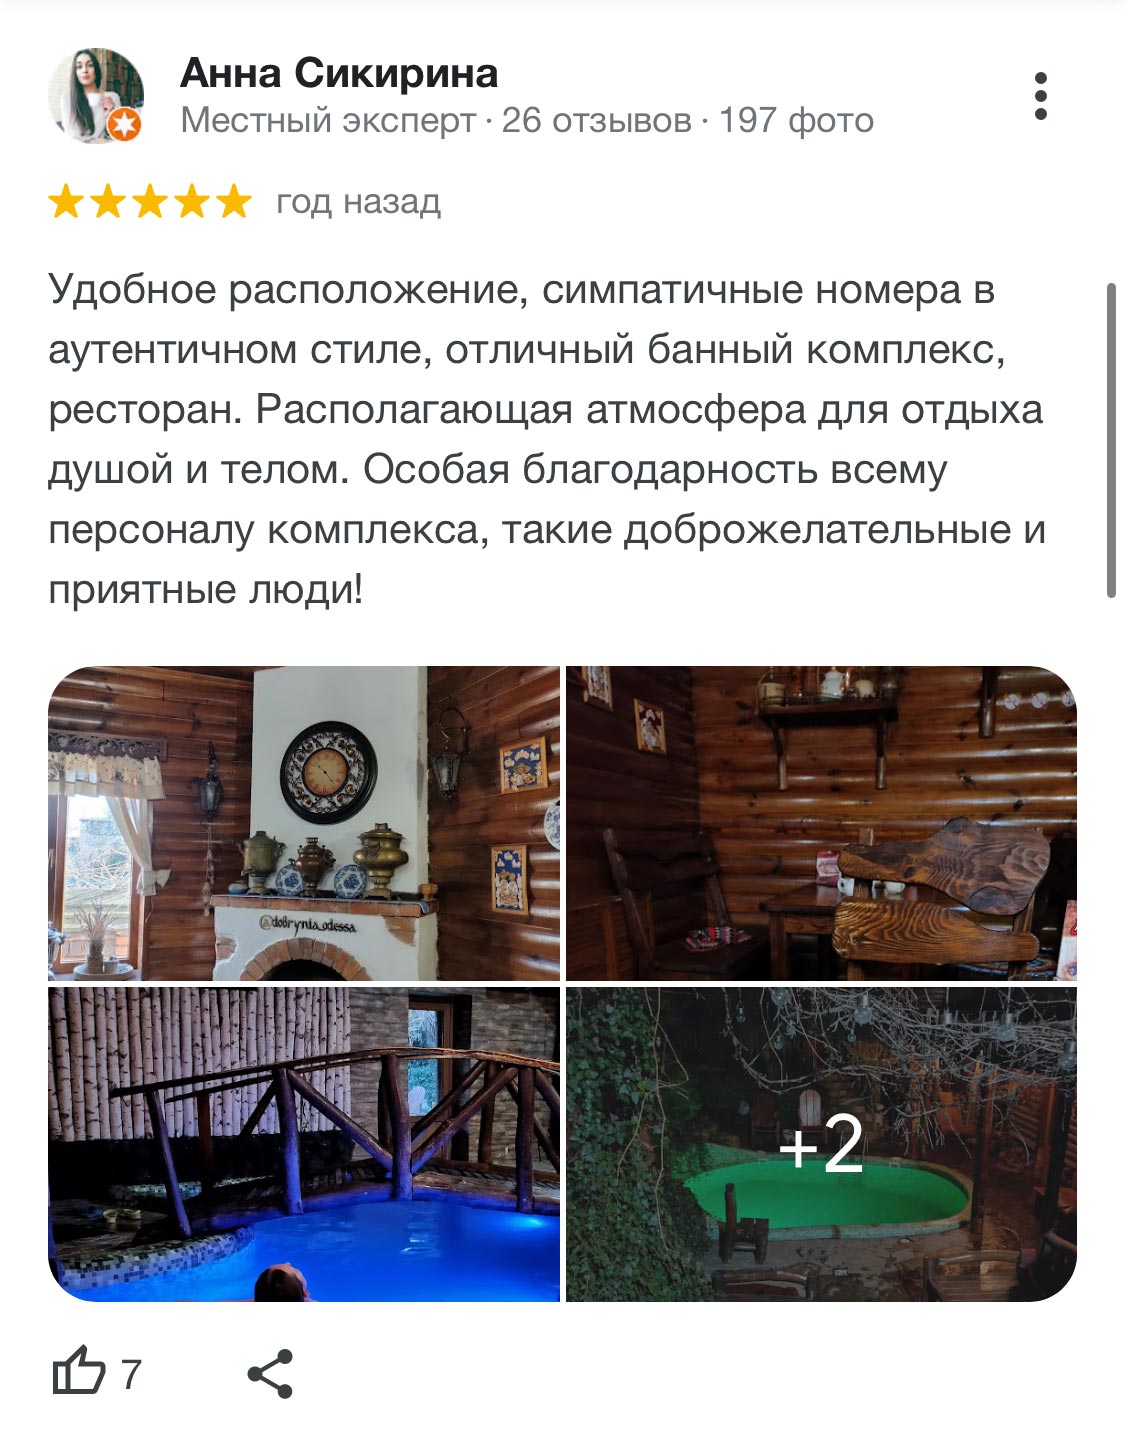 Анна Сикирина
Местный эксперт · 26 отзывов · 197 фото
год назад
Удобное расположение, симпатичные номера в
аутентичном стиле, отличный банный комплекс,
ресторан. Располагающая атмосфера для отдыха
душой и телом. Особая благодарность всему
персоналу комплекса, такие доброжелательные и
приятные люди!
@dobrynia_odessa
+2
7